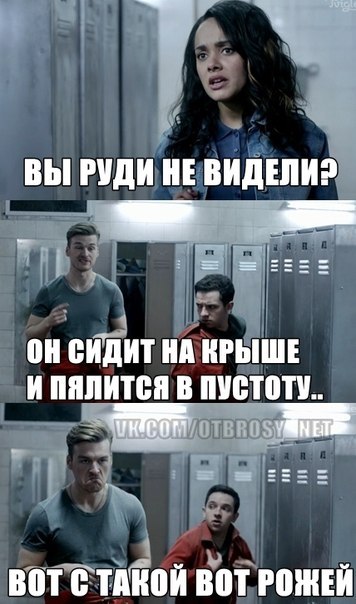 ВЫ РУДИ НЕ ВИДЕЛИ?
ОН СИДИТ НА КРЫШЕ
И ПЯЛИТСЯ В ПУСТОТУ..
VK.COM/OTBROSY_NET
ВОТ С ТАКОЙ ВОТ РОЖЕЙ